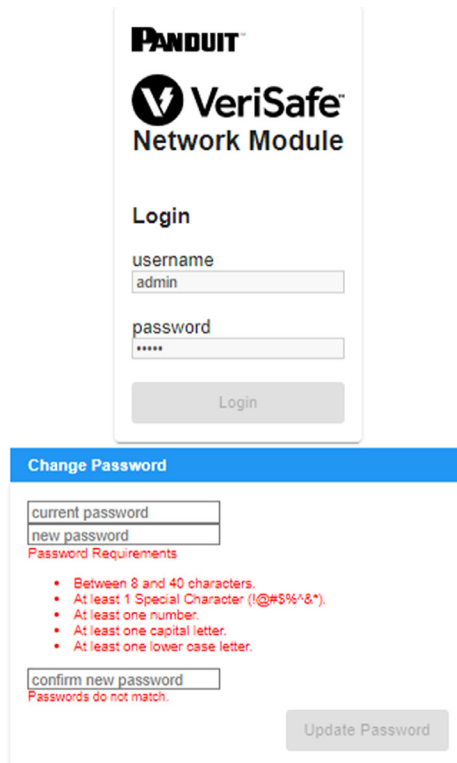 PANDUIT™
VeriSafe™
Network Module
Login
username
admin
password
•••••
Login
Change Password
current password
new password
Password Requirements
• Between 8 and 40 characters.
• At least 1 Special Character (!@#$%^&*).
• At least one number.
• At least one capital letter.
• At least one lower case letter.
confirm new password
Passwords do not match.
Update Password